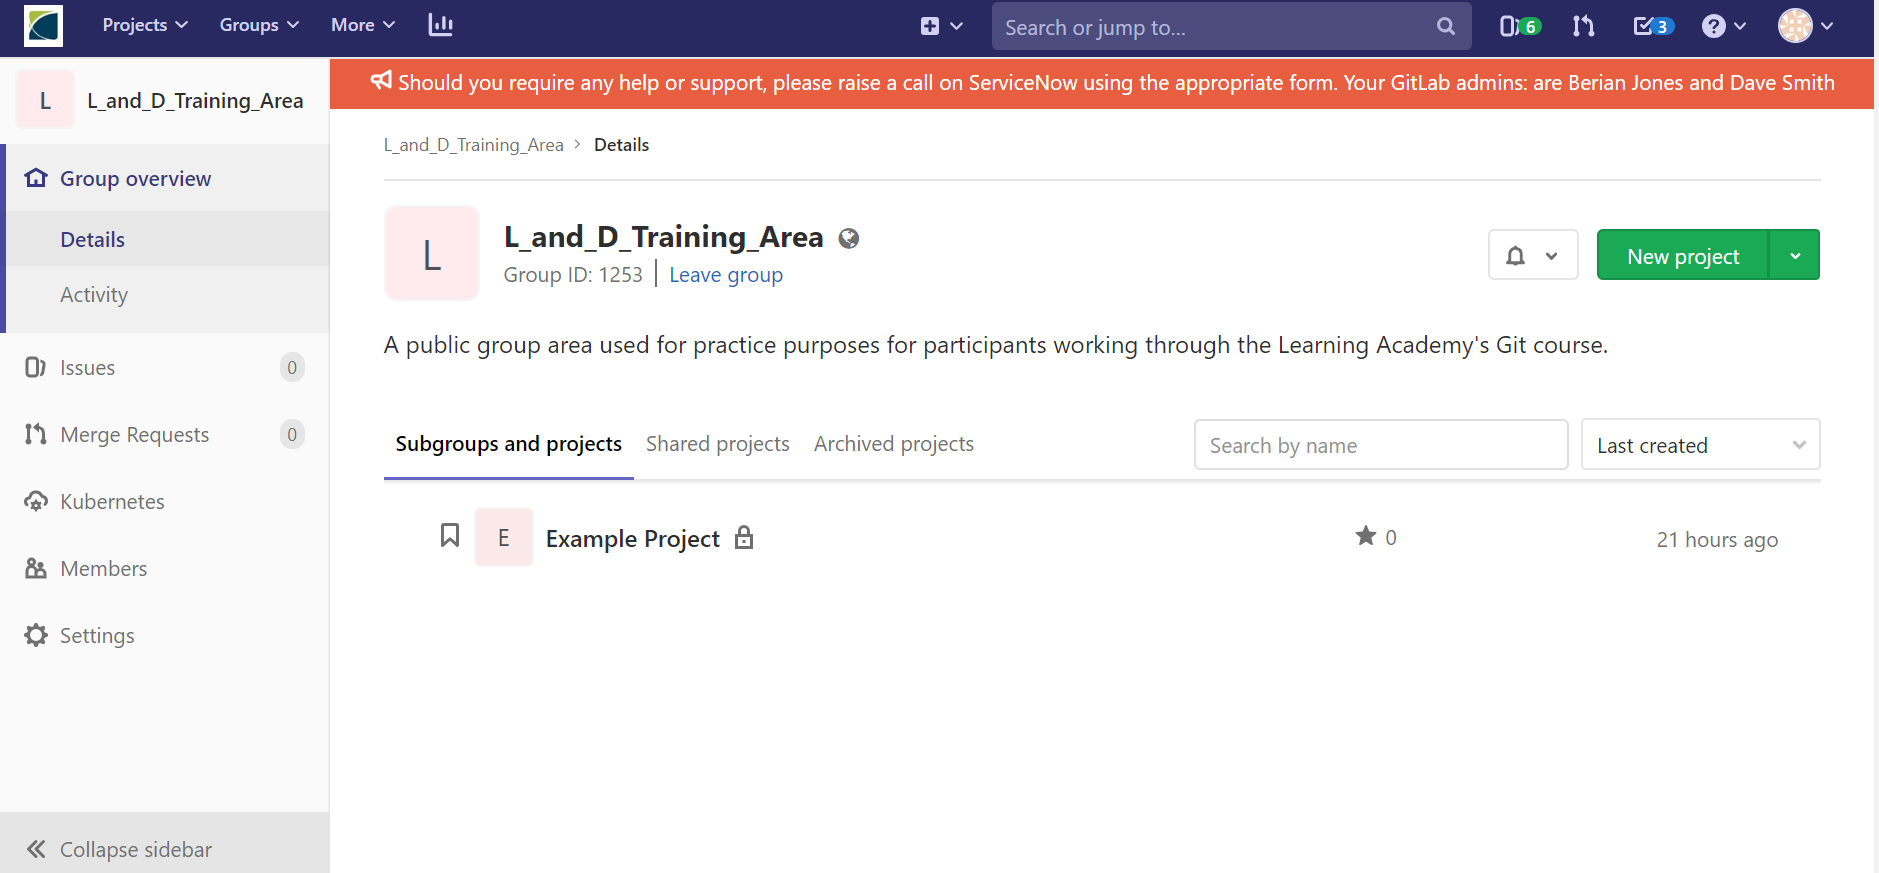 Projects Groups More Search or jump to... 6 3 ?
L L_and_D_Training_Area
Should you require any help or support, please raise a call on ServiceNow using the appropriate form. Your GitLab admins: are Berian Jones and Dave Smith
Group overview
Details
Activity
Issues 0
Merge Requests 0
Kubernetes
Members
Settings
Collapse sidebar
L_and_D_Training_Area > Details
L
L_and_D_Training_Area
Group ID: 1253 | Leave group
New project
A public group area used for practice purposes for participants working through the Learning Academy's Git course.
Subgroups and projects Shared projects Archived projects Search by name Last created
E Example Project 0 21 hours ago